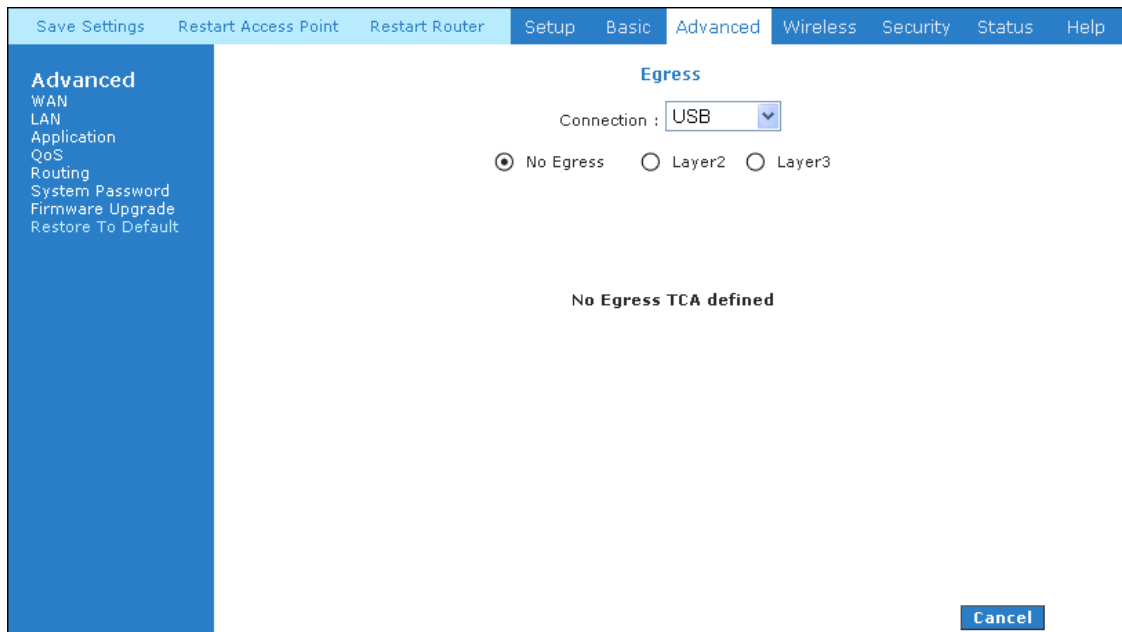 Save Settings Restart Access Point Restart Router Setup Basic Advanced Wireless Security Status Help
Advanced
WAN
LAN
Application
QoS
Routing
System Password
Firmware Upgrade
Restore To Default
Egress
Connection : USB
No Egress Layer2 Layer3
No Egress TCA defined
Cancel